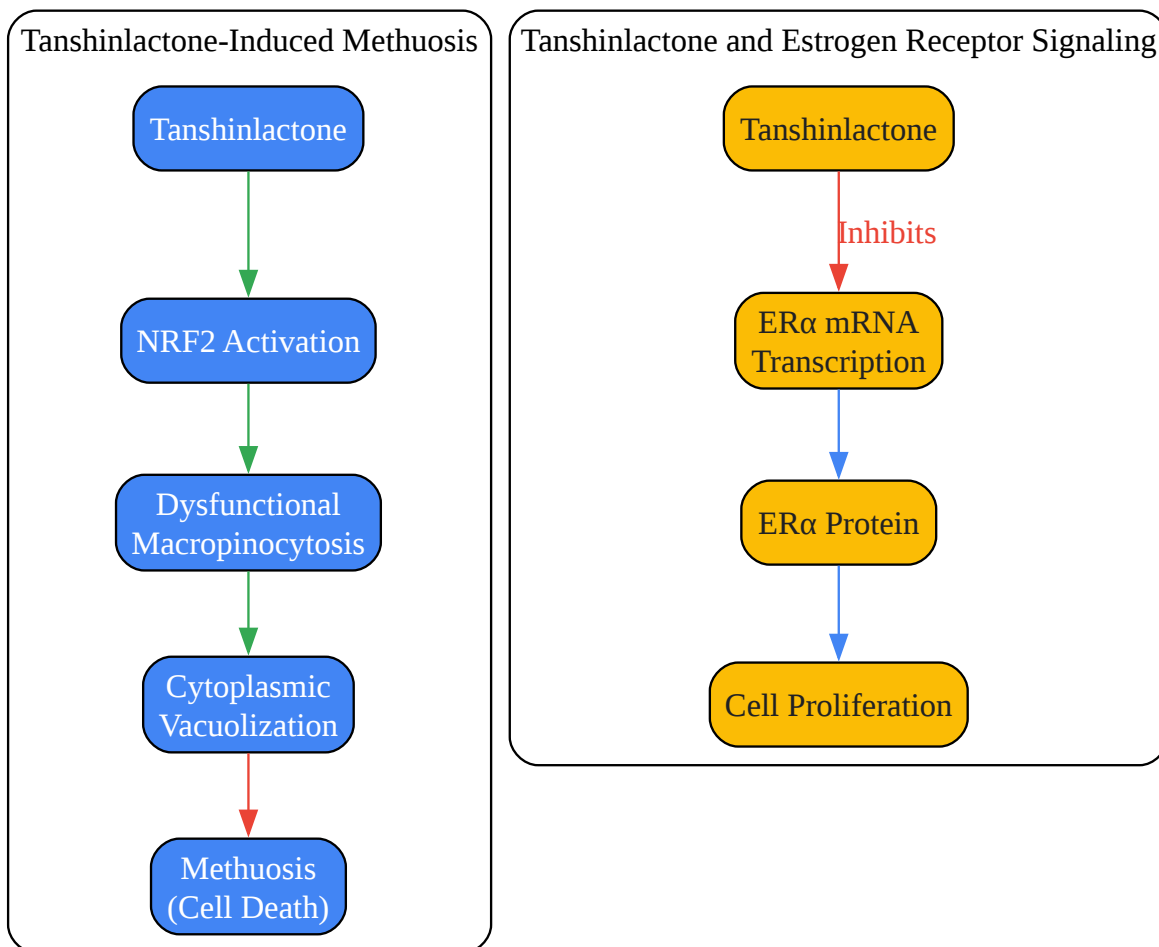 Tanshinlactone-Induced Methuosis
Tanshinlactone
NRF2 Activation
Dysfunctional
Macropinocytosis
Cytoplasmic
Vacuolization
Methuosis
(Cell Death)
Tanshinlactone and Estrogen Receptor Signaling
Tanshinlactone
Inhibits
ERα mRNA
Transcription
ERα Protein
Cell Proliferation